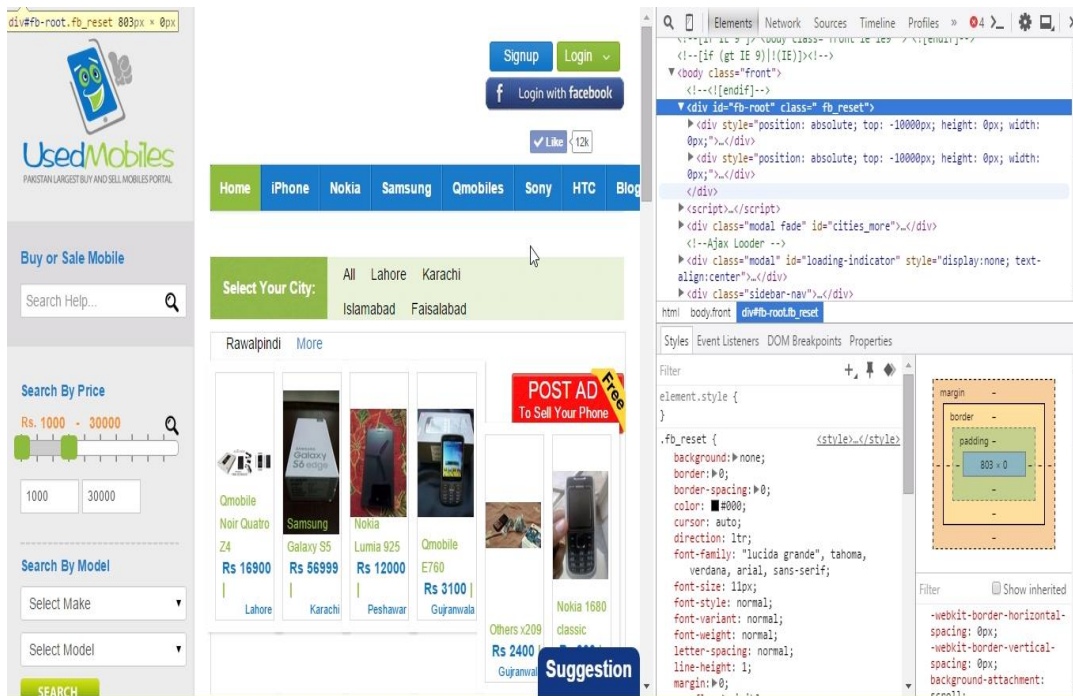 div#fb-root.fb_reset 803px × 0px
UsedMobiles
PAKISTAN LARGEST BUY AND SELL MOBILES PORTAL
Signup
Login
Login with facebook
Like
12k
Home iPhone Nokia Samsung Qmobiles Sony HTC Blog
Buy or Sale Mobile
Search Help...
Select Your City:
All Lahore Karachi
Islamabad Faisalabad
Rawalpindi More
Search By Price
Rs. 1000 - 30000
1000
30000
Search By Model
Select Make
Select Model
SEARCH
POST AD
To Sell Your Phone
Free
Galaxy
S6 edge
Qmobile
Noir Quatro
Z4
Rs 16900
|
Lahore
Samsung
Galaxy S5
Rs 56999
|
Karachi
Nokia
Lumia 925
Rs 12000
|
Peshawar
Qmobile
E760
Rs 3100 |
Gujranwala
Others x209
Rs 2400 |
Nokia 1680
classic
Suggestion
Elements Network Sources Timeline Profiles » 4
<!--<![endif]-->
<!--[if (gt IE 9)|!(IE)]><!-->
▼<body class="front">
<!--<![endif]-->
▼<div id="fb-root" class=" fb_reset">
▶<div style="position: absolute; top: -10000px; height: 0px; width:
0px;">…</div>
▶<div style="position: absolute; top: -10000px; height: 0px; width:
0px;">…</div>
</div>
▶<script>…</script>
▶<div class="modal fade" id="cities_more">…</div>
<!--Ajax Looder -->
▶<div class="modal" id="loading-indicator" style="display:none; text-
align:center">…</div>
▶<div class="sidebar-nav">…</div>
html body.front div#fb-root.fb_reset
Styles Event Listeners DOM Breakpoints Properties
Filter
element.style {
}
.fb_reset { <style>…</style>
background:▶none;
border:▶0;
border-spacing:▶0;
color: #000;
cursor: auto;
direction: ltr;
font-family: "lucida grande", tahoma,
verdana, arial, sans-serif;
font-size: 11px;
font-style: normal;
font-variant: normal;
font-weight: normal;
letter-spacing: normal;
line-height: 1;
margin:▶0;
margin -
border -
padding -
803 × 0
Filter
Show inherited
-webkit-border-horizontal-
spacing: 0px;
-webkit-border-vertical-
spacing: 0px;
background-attachment: